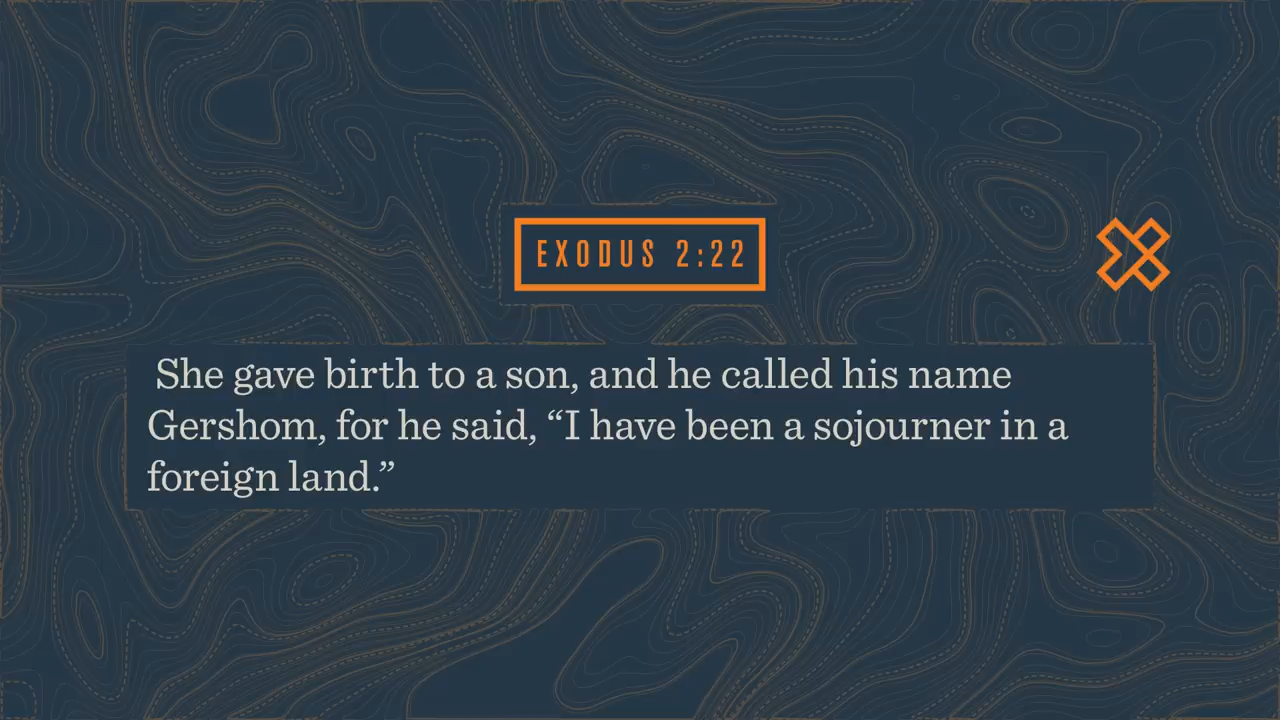 EXODUS 2:22
She gave birth to a son, and he called his name
Gershom, for he said, “I have been a sojourner in a
foreign land.”